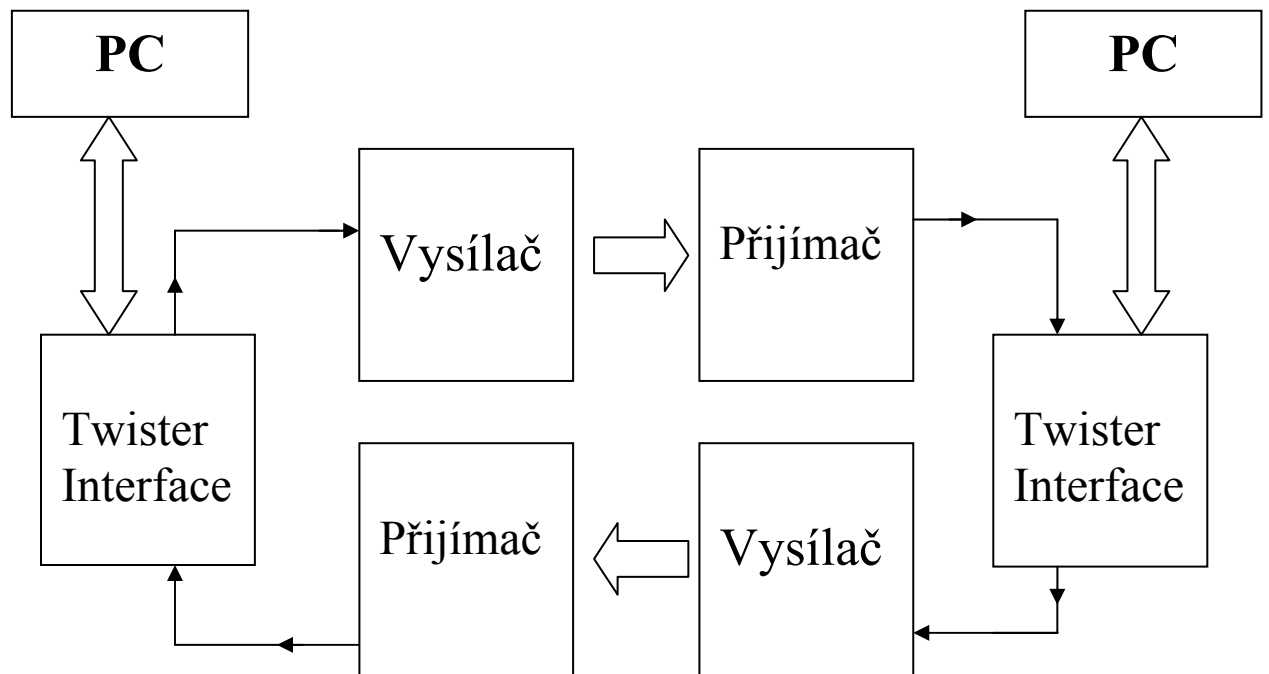 PC
PC
Vysílač
Přijímač
Twister
Interface
Twister
Interface
Přijímač
Vysílač